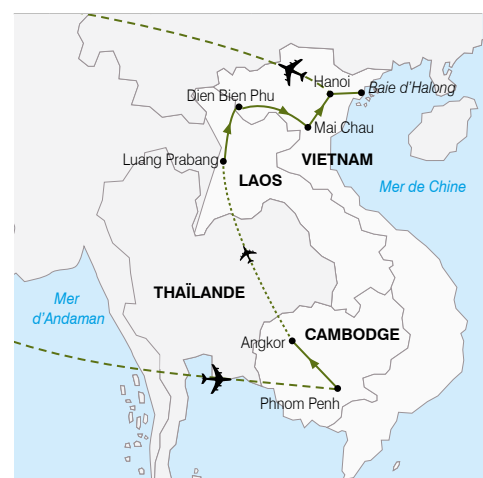 Hanoi
Baie d'Halong
Dien Bien Phu
Mai Chau
Luang Prabang
VIETNAM
LAOS
Mer de Chine
THAÏLANDE
Mer
d'Andaman
CAMBODGE
Angkor
Phnom Penh